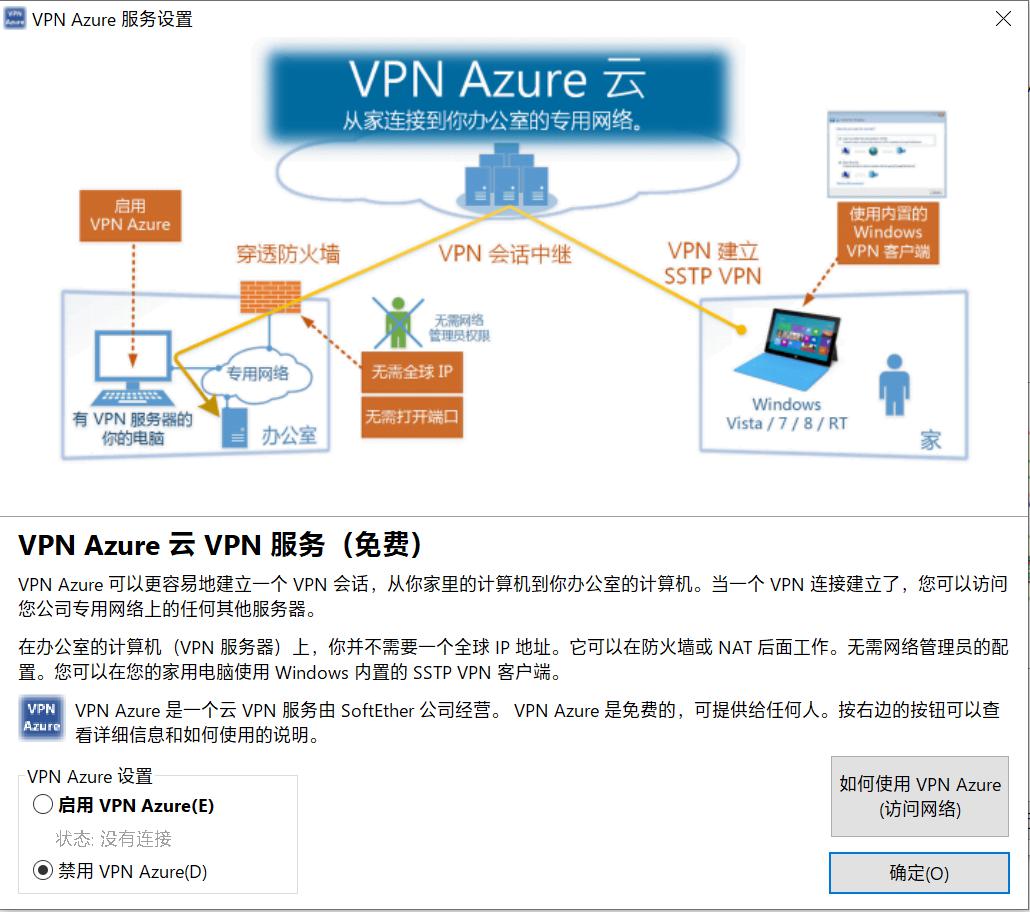 VPN Azure 服务设置
VPN Azure 云
从家连接到你办公室的专用网络。
启用
VPN Azure
穿透防火墙
VPN 会话中继
VPN 建立
SSTP VPN
使用内置的
Windows
VPN 客户端
无需网络
管理员权限
无需全球 IP
无需打开端口
专用网络
有 VPN 服务器的
你的电脑
办公室
Windows
Vista / 7 / 8 / RT
家
VPN Azure 云 VPN 服务（免费）
VPN Azure 可以更容易地建立一个 VPN 会话，从你家里的计算机到你办公室的计算机。当一个 VPN 连接建立了，您可以访问
您公司专用网络上的任何其他服务器。
在办公室的计算机（VPN 服务器）上，你并不需要一个全球 IP 地址。它可以在防火墙或 NAT 后面工作。无需网络管理员的配
置。您可以在您的家用电脑使用 Windows 内置的 SSTP VPN 客户端。
VPN
Azure
VPN Azure 是一个云 VPN 服务由 SoftEther 公司经营。 VPN Azure 是免费的，可提供给任何人。按右边的按钮可以查
看详细信息和如何使用的说明。
VPN Azure 设置
启用 VPN Azure(E)
状态: 没有连接
禁用 VPN Azure(D)
如何使用 VPN Azure
(访问网络)
确定(O)